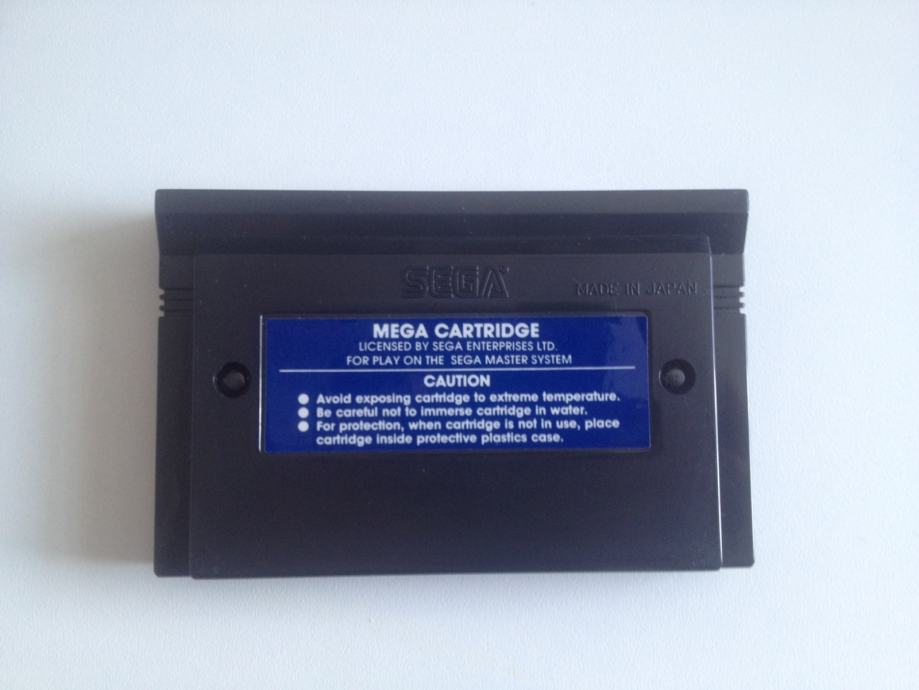 SEGA
MADE IN JAPAN
MEGA CARTRIDGE
LICENSED BY SEGA ENTERPRISES LTD.
FOR PLAY ON THE SEGA MASTER SYSTEM
CAUTION
● Avoid exposing cartridge to extreme temperature.
● Be careful not to immerse cartridge in water.
● For protection, when cartridge is not in use, place
cartridge inside protective plastics case.